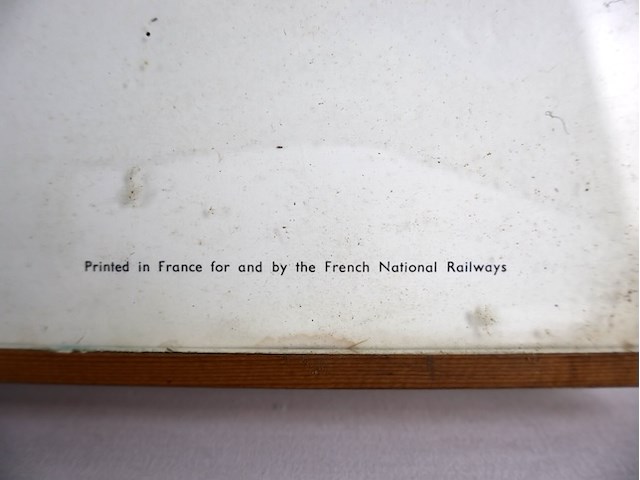 Printed in France for and by the French National Railways